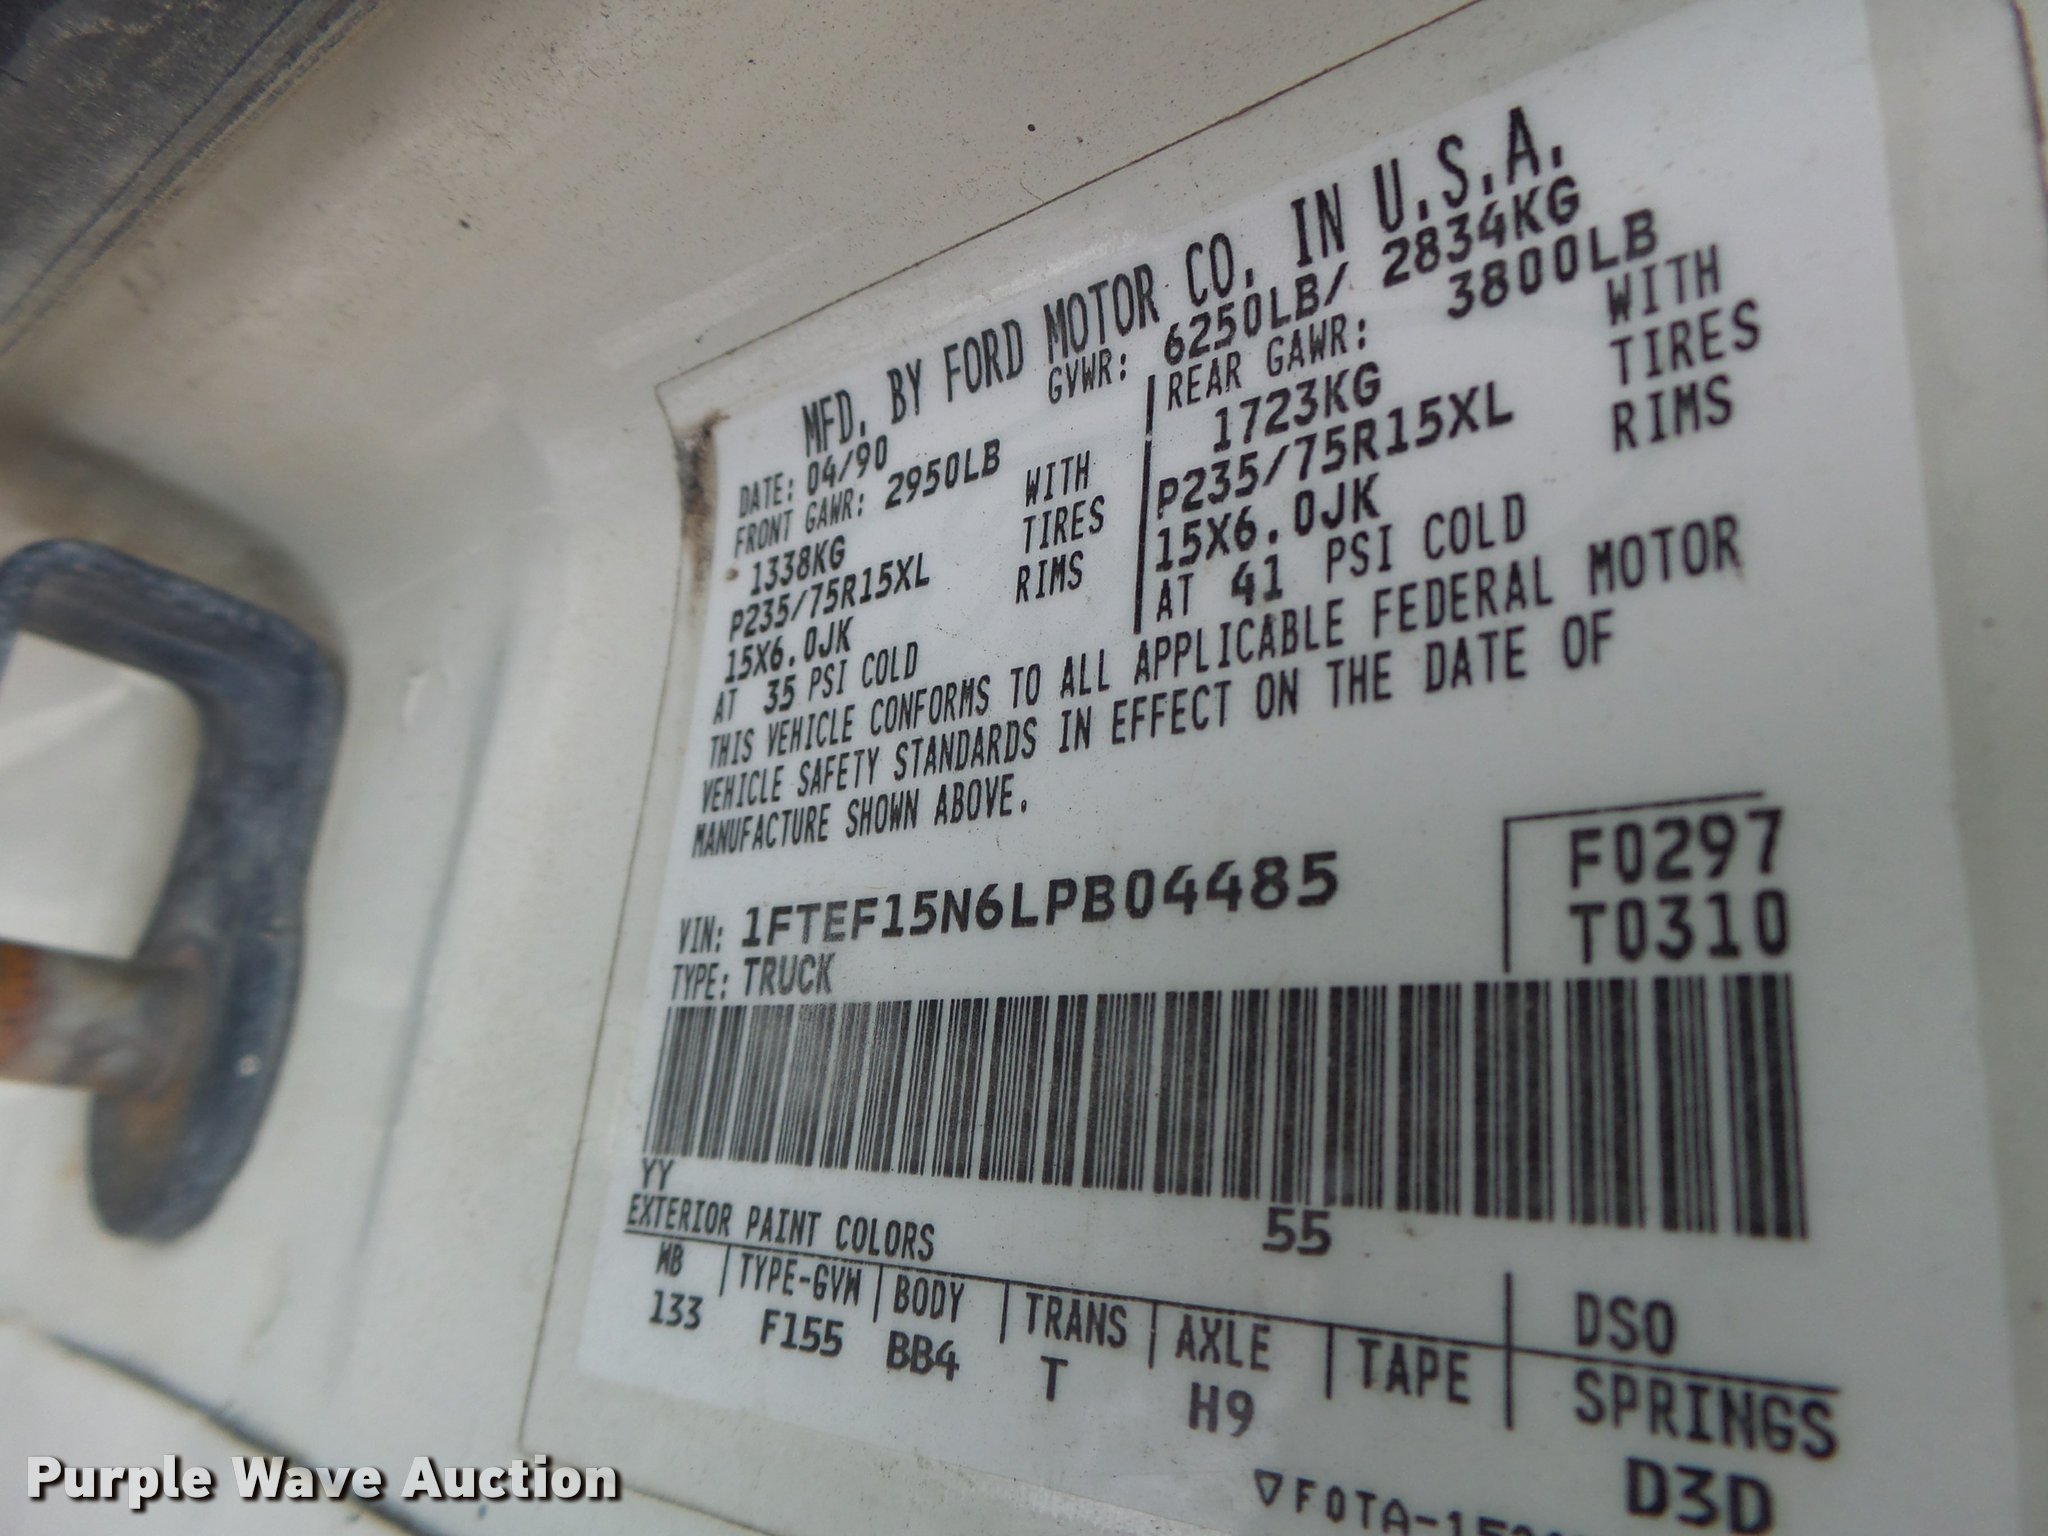 MFD. BY FORD MOTOR CO. IN U.S.A.
DATE: 04/90 GVWR: 6250LB/ 2834KG
FRONT GAWR: 2950LB REAR GAWR: 3800LB
1338KG WITH 1723KG WITH
P235/75R15XL TIRES P235/75R15XL TIRES
15X6.0JK RIMS 15X6.0JK RIMS
AT 35 PSI COLD AT 41 PSI COLD
THIS VEHICLE CONFORMS TO ALL APPLICABLE FEDERAL MOTOR
VEHICLE SAFETY STANDARDS IN EFFECT ON THE DATE OF
MANUFACTURE SHOWN ABOVE.
VIN: 1FTEF15N6LPB04485 F0297
TYPE: TRUCK T0310
YY 55
EXTERIOR PAINT COLORS DSO
WB TYPE-GVW BODY TRANS AXLE TAPE SPRINGS
133 F155 BB4 T H9 D3D
Purple Wave Auction